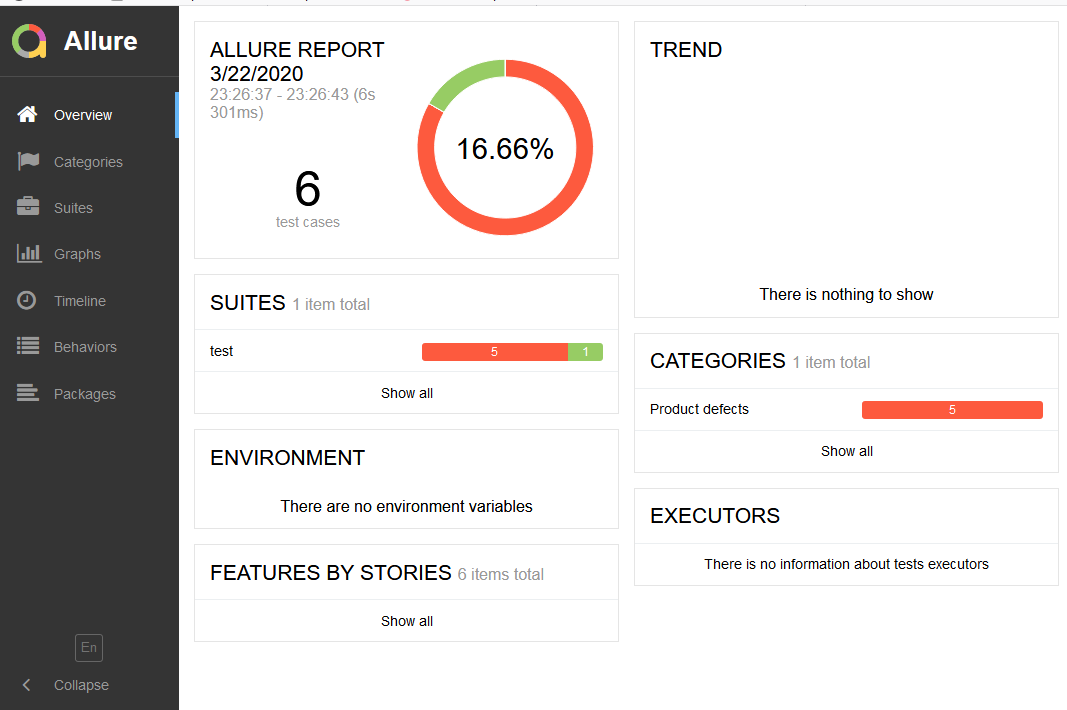 Allure
Overview
Categories
Suites
Graphs
Timeline
Behaviors
Packages
En
Collapse
ALLURE REPORT
3/22/2020
23:26:37 - 23:26:43 (6s
301ms)
6
test cases
16.66%
SUITES 1 item total
test 5 1
Show all
ENVIRONMENT
There are no environment variables
FEATURES BY STORIES 6 items total
Show all
TREND
There is nothing to show
CATEGORIES 1 item total
Product defects 5
Show all
EXECUTORS
There is no information about tests executors